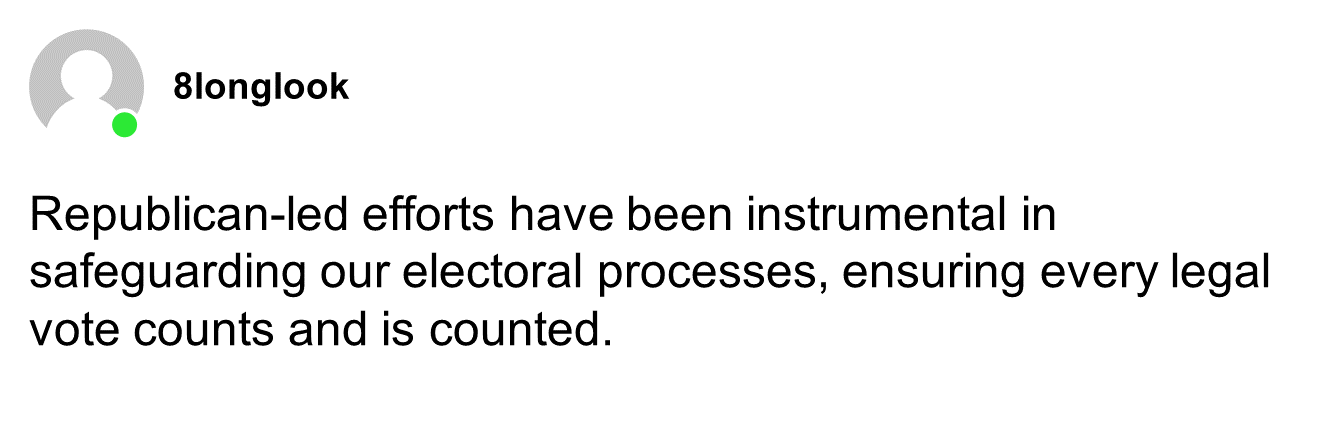 8longlook
Republican-led efforts have been instrumental in
safeguarding our electoral processes, ensuring every legal
vote counts and is counted.